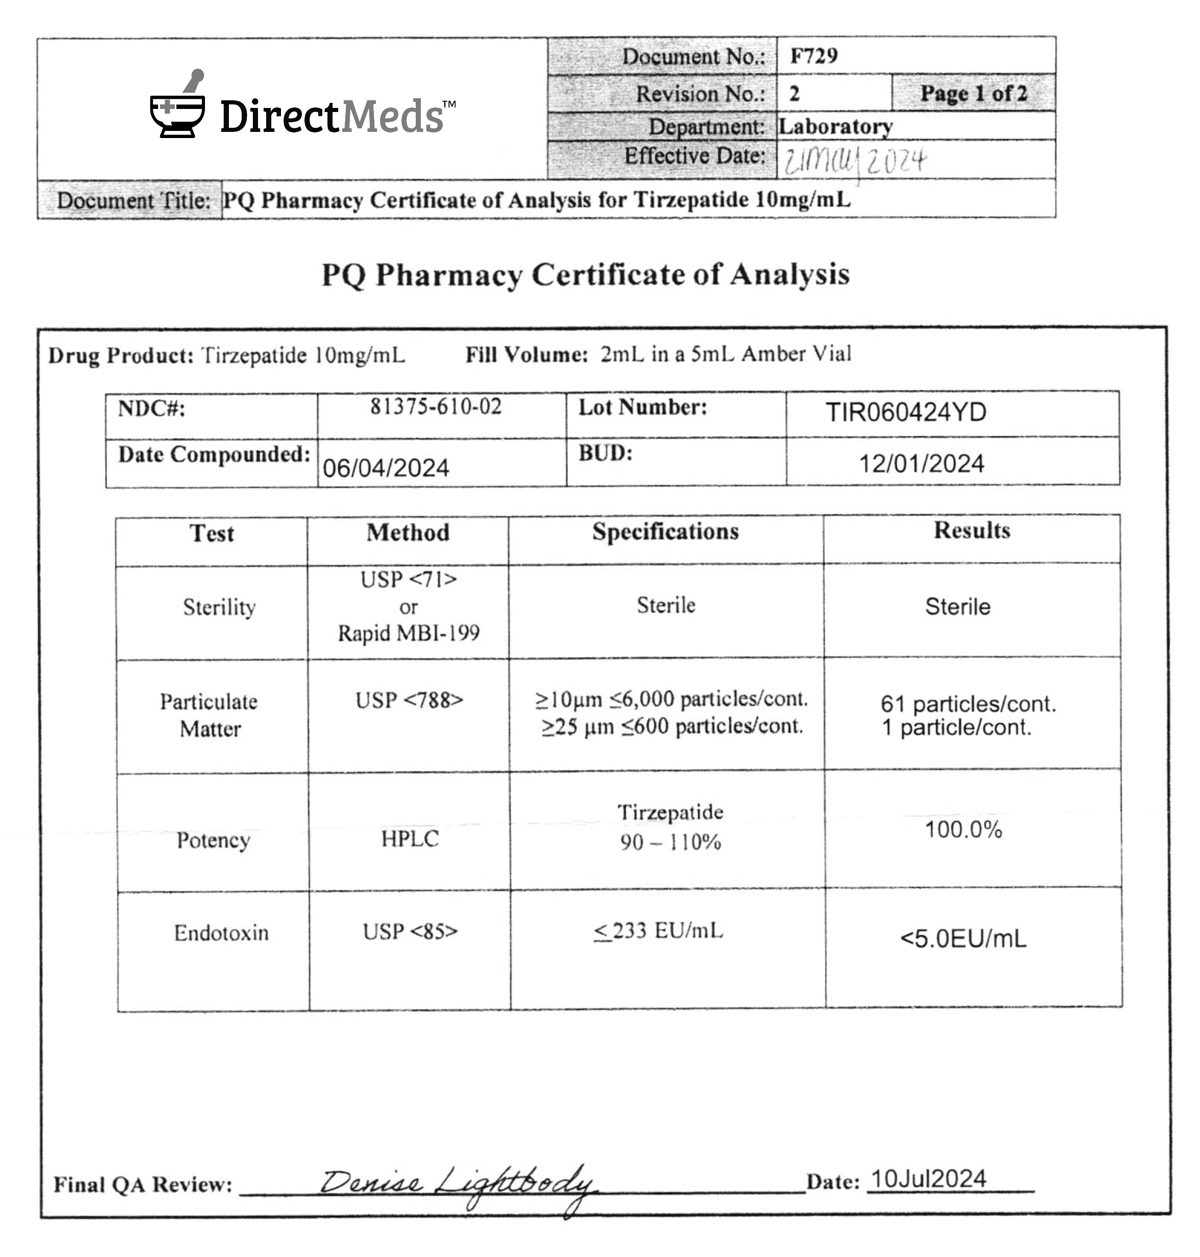 DirectMeds™
Document No.: F729
Revision No.: 2 Page 1 of 2
Department: Laboratory
Effective Date: 21May2024
Document Title: PQ Pharmacy Certificate of Analysis for Tirzepatide 10mg/mL
PQ Pharmacy Certificate of Analysis
Drug Product: Tirzepatide 10mg/mL Fill Volume: 2mL in a 5mL Amber Vial
NDC#: 81375-610-02 Lot Number: TIR060424YD
Date Compounded: 06/04/2024 BUD: 12/01/2024
Test Method Specifications Results
Sterility
USP <71>
or
Rapid MBI-199
Sterile
Sterile
Particulate
Matter
USP <788>
≥10µm ≤6,000 particles/cont.
≥25 µm ≤600 particles/cont.
61 particles/cont.
1 particle/cont.
Potency
HPLC
Tirzepatide
90 – 110%
100.0%
Endotoxin
USP <85>
≤233 EU/mL
<5.0EU/mL
Final QA Review: Denise Lightbody Date: 10Jul2024